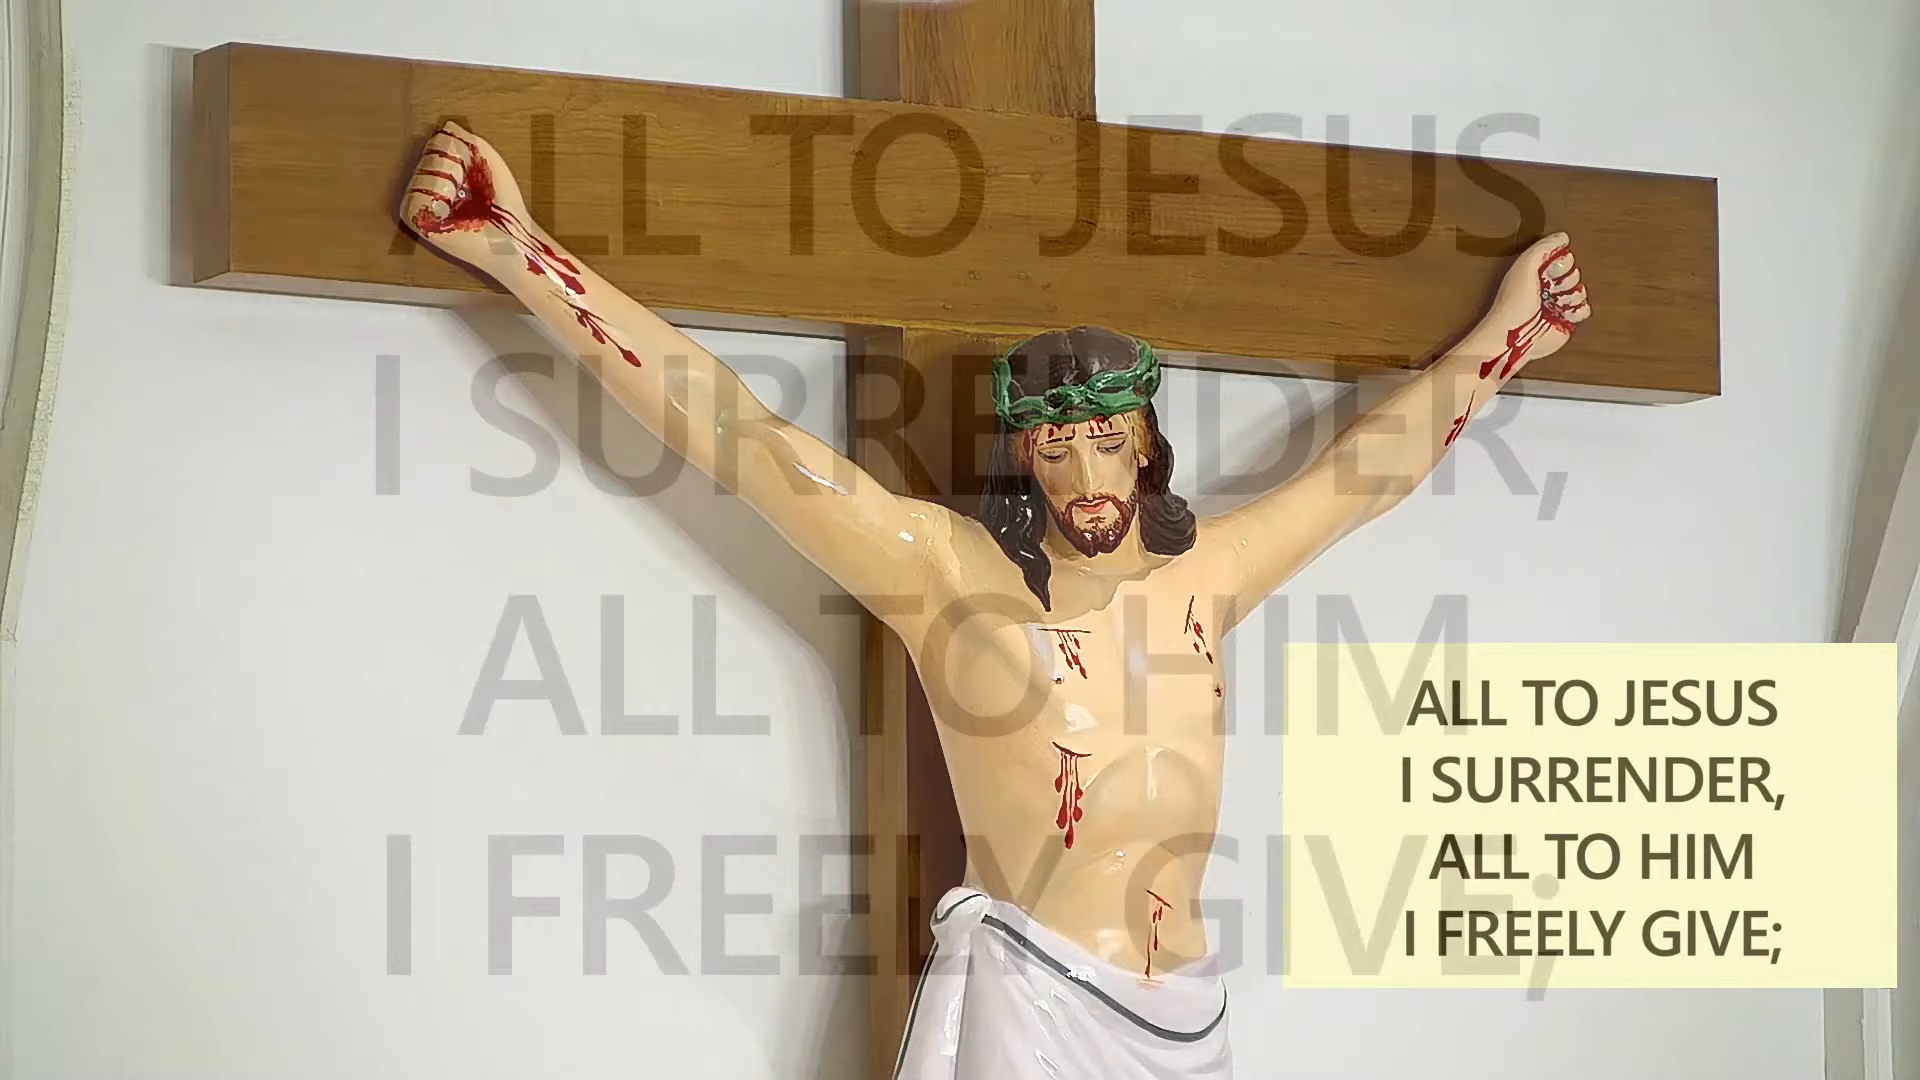 ALL TO JESUS
I SURRENDER,
ALL TO HIM
I FREELY GIVE;
ALL TO JESUS
I SURRENDER,
ALL TO HIM
I FREELY GIVE;